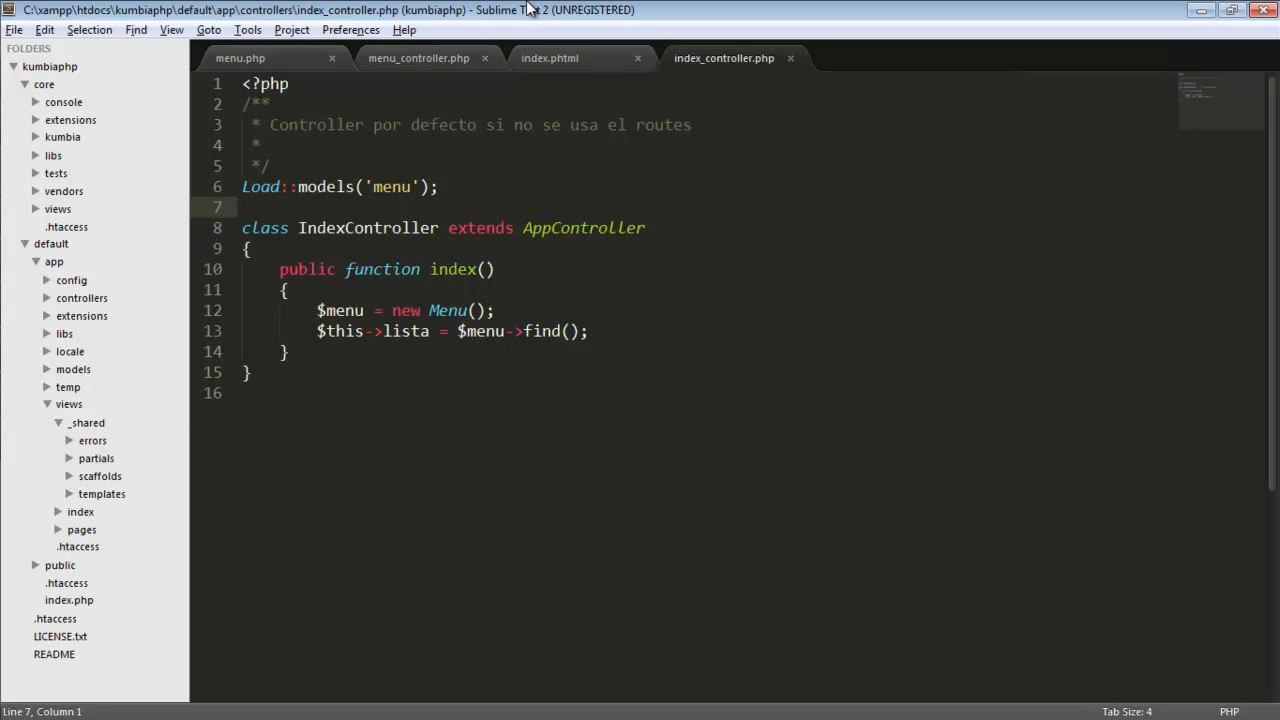 C:\xampp\htdocs\kumbiaphp\default\app\controllers\index_controller.php (kumbiaphp) - Sublime Text 2 (UNREGISTERED)
File Edit Selection Find View Goto Tools Project Preferences Help
FOLDERS
kumbiaphp
core
console
extensions
kumbia
libs
tests
vendors
views
.htaccess
default
app
config
controllers
extensions
libs
locale
models
temp
views
_shared
errors
partials
scaffolds
templates
index
pages
.htaccess
public
.htaccess
index.php
.htaccess
LICENSE.txt
README
menu.php × menu_controller.php × index.phtml × index_controller.php ×
1 <?php
2 /**
3 * Controller por defecto si no se usa el routes
4 *
5 */
6 Load::models('menu');
7
8 class IndexController extends AppController
9 {
10 public function index()
11 {
12 $menu = new Menu();
13 $this->lista = $menu->find();
14 }
15 }
16
Line 7, Column 1
Tab Size: 4 PHP